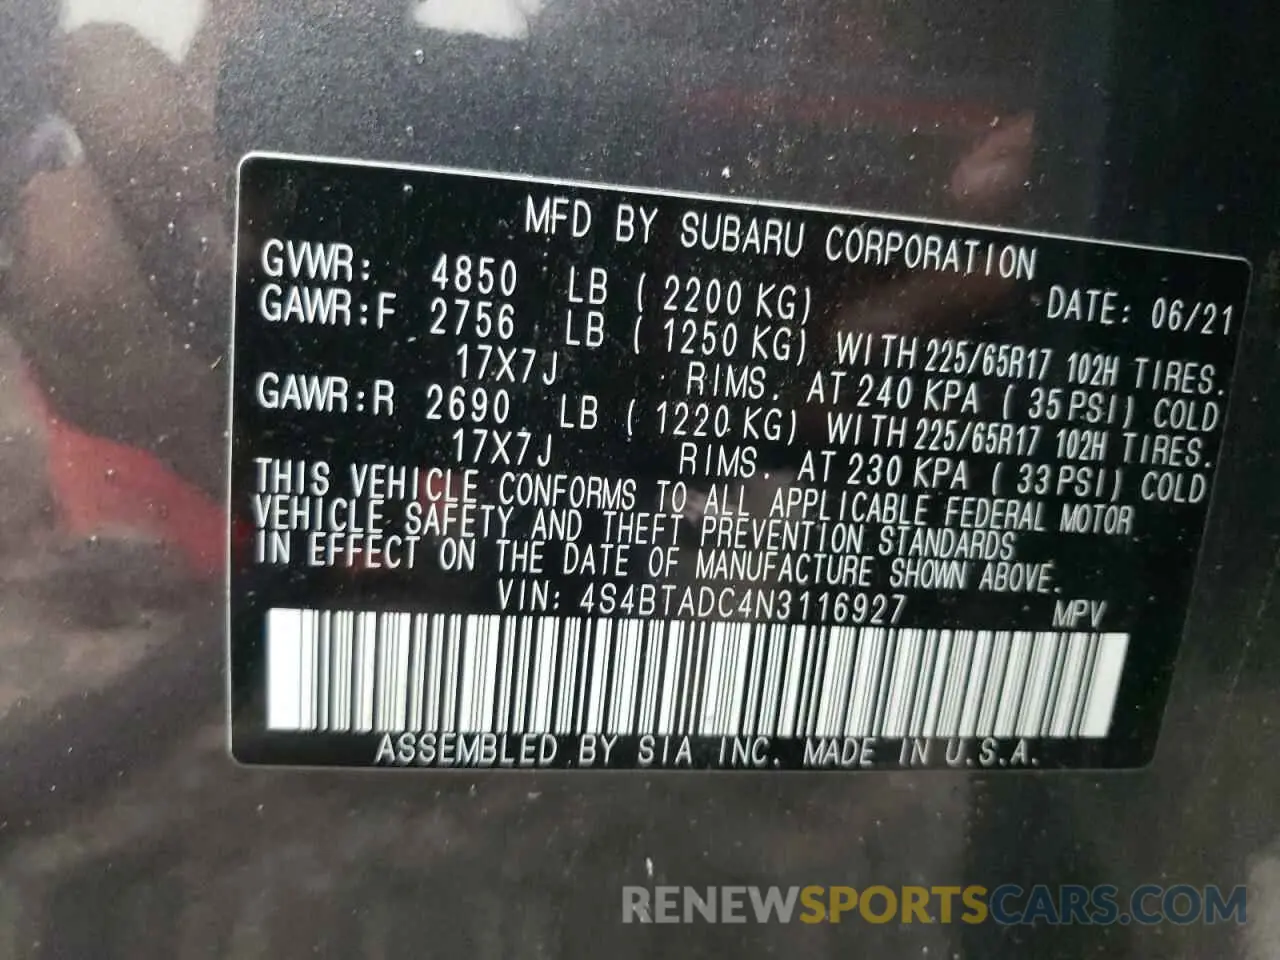 MFD BY SUBARU CORPORATION
GVWR: 4850 LB ( 2200 KG) DATE: 06/21
GAWR:F 2756 LB ( 1250 KG) WITH 225/65R17 102H TIRES.
17X7J RIMS. AT 240 KPA ( 35PSI) COLD
GAWR:R 2690 LB ( 1220 KG) WITH 225/65R17 102H TIRES.
17X7J RIMS. AT 230 KPA ( 33PSI) COLD
THIS VEHICLE CONFORMS TO ALL APPLICABLE FEDERAL MOTOR
VEHICLE SAFETY AND THEFT PREVENTION STANDARDS
IN EFFECT ON THE DATE OF MANUFACTURE SHOWN ABOVE.
VIN: 4S4BTADC4N3116927 MPV
ASSEMBLED BY SIA INC. MADE IN U.S.A.
RENEWSPORTSCARS.COM